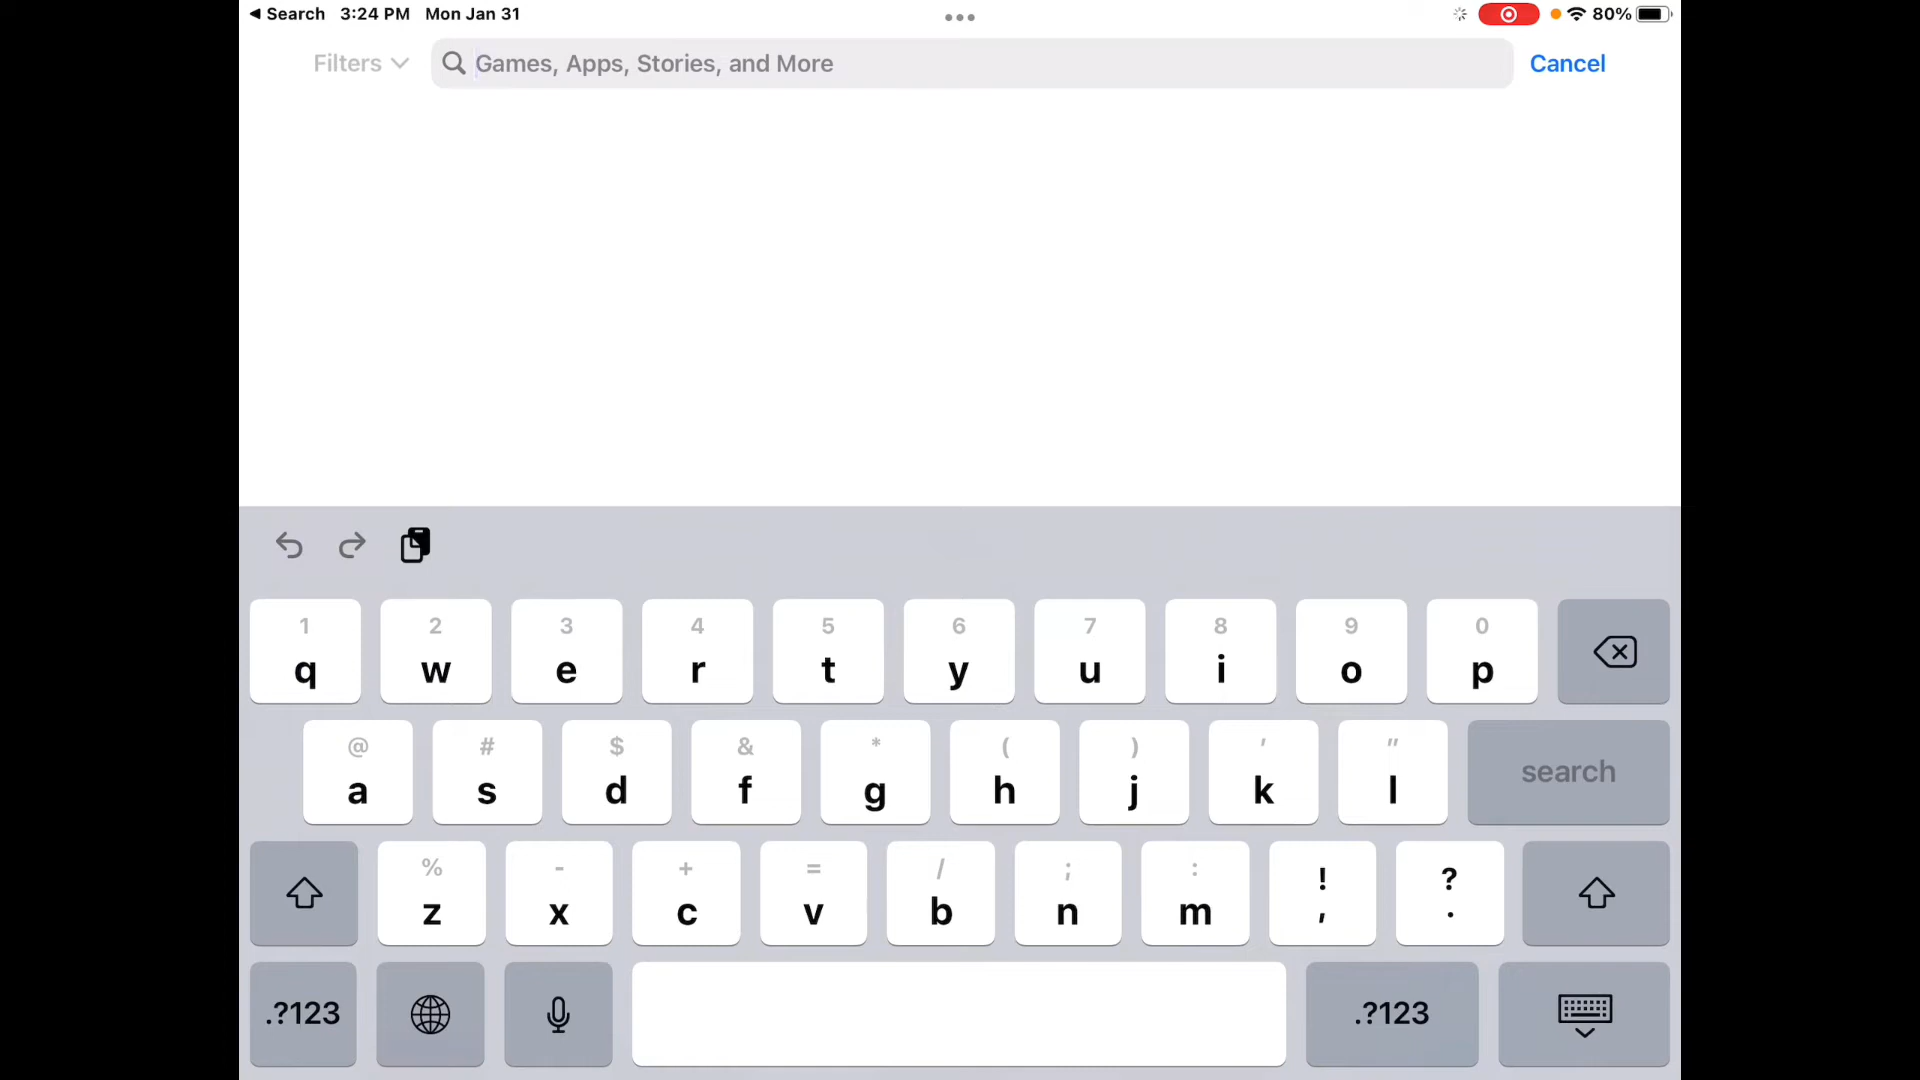 Search 3:24 PM Mon Jan 31 80%
Filters Games, Apps, Stories, and More Cancel
1 2 3 4 5 6 7 8 9 0
q w e r t y u i o p
@ # $ & * ( ) ' "
a s d f g h j k l search
% - + = / ; : ! ?
z x c v b n m , .
.?123 .?123